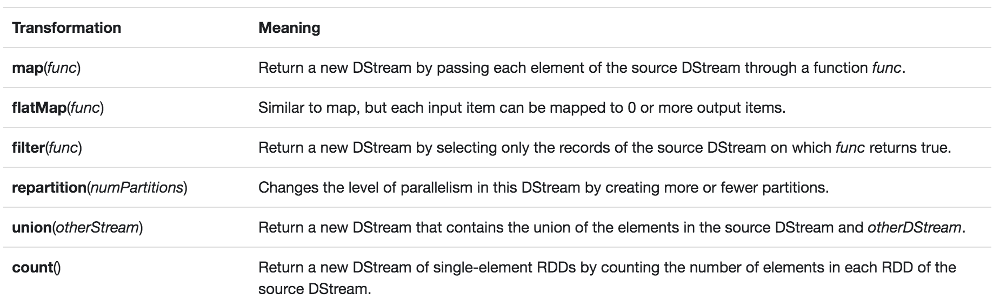 Transformation Meaning
map(func) Return a new DStream by passing each element of the source DStream through a function func.
flatMap(func) Similar to map, but each input item can be mapped to 0 or more output items.
filter(func) Return a new DStream by selecting only the records of the source DStream on which func returns true.
repartition(numPartitions) Changes the level of parallelism in this DStream by creating more or fewer partitions.
union(otherStream) Return a new DStream that contains the union of the elements in the source DStream and otherDStream.
count() Return a new DStream of single-element RDDs by counting the number of elements in each RDD of the
source DStream.